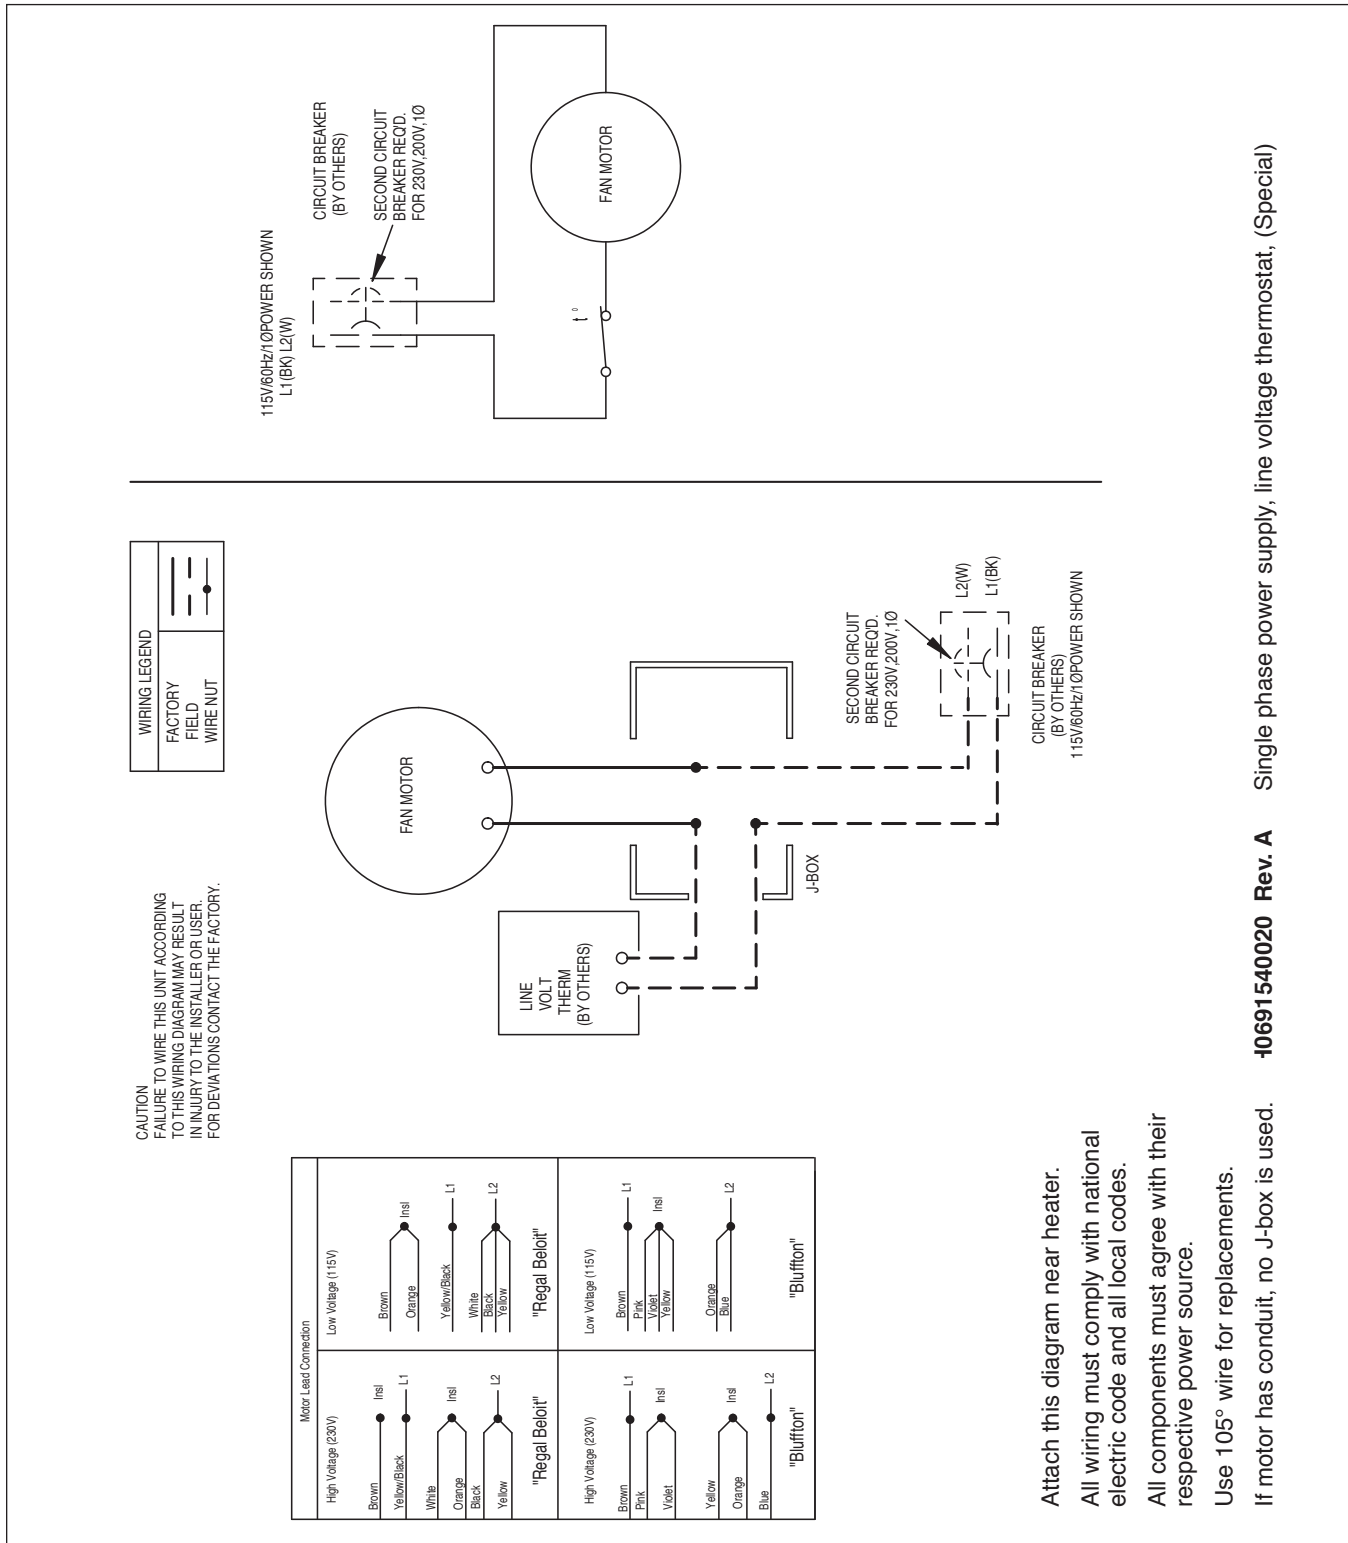 CAUTION
FAILURE TO WIRE THIS UNIT ACCORDING
TO THIS WIRING DIAGRAM MAY RESULT
IN INJURY TO THE INSTALLER OR USER.
FOR DEVIATIONS CONTACT THE FACTORY.
WIRING LEGEND
FACTORY
FIELD
WIRE NUT
115V/60Hz/1ØPOWER SHOWN
L1(BK) L2(W)
CIRCUIT BREAKER
(BY OTHERS)
SECOND CIRCUIT
BREAKER REQ'D.
FOR 230V,200V,1Ø
t°
FAN MOTOR
Motor Lead Connection
High Voltage (230V)
Brown
Insl
Yellow/Black
L1
White
Insl
Orange
Black
L2
Yellow
"Regal Beloit"
Low Voltage (115V)
Brown
Insl
Orange
Yellow/Black
L1
White
Black
L2
Yellow
"Regal Beloit"
High Voltage (230V)
Brown
L1
Pink
Insl
Violet
Yellow
Insl
Orange
Blue
L2
"Bluffton"
Low Voltage (115V)
Brown
L1
Pink
Violet
Insl
Yellow
Orange
Blue
L2
"Bluffton"
FAN MOTOR
LINE
VOLT
THERM
(BY OTHERS)
J-BOX
SECOND CIRCUIT
BREAKER REQ'D.
FOR 230V,200V,1Ø
L2(W)
L1(BK)
CIRCUIT BREAKER
(BY OTHERS)
115V/60Hz/1ØPOWER SHOWN
Attach this diagram near heater.
All wiring must comply with national
electric code and all local codes.
All components must agree with their
respective power source.
Use 105° wire for replacements.
If motor has conduit, no J-box is used.
H0691540020 Rev. A Single phase power supply, line voltage thermostat, (Special)